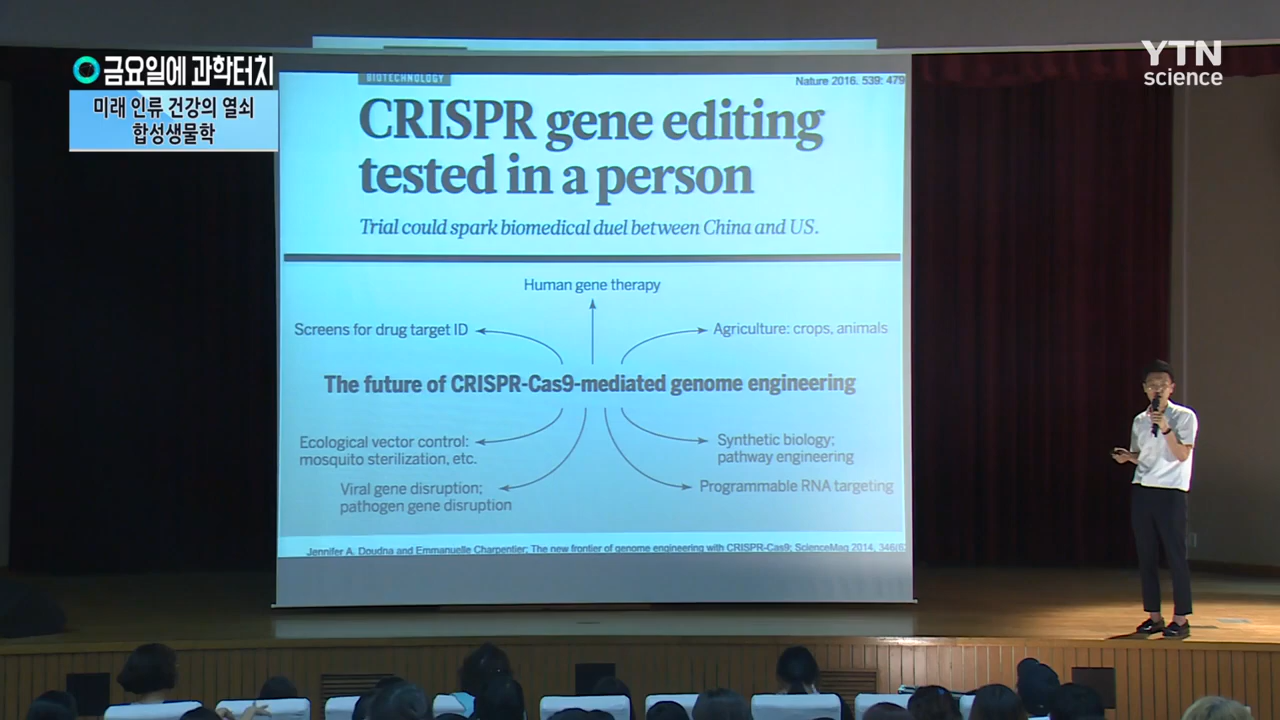 금요일에 과학터치
미래 인류 건강의 열쇠
합성생물학
YTN
science
BIOTECHNOLOGY
Nature 2016. 539: 479
CRISPR gene editing
tested in a person
Trial could spark biomedical duel between China and US.
Human gene therapy
Screens for drug target ID
Agriculture: crops, animals
The future of CRISPR-Cas9-mediated genome engineering
Ecological vector control:
mosquito sterilization, etc.
Synthetic biology;
pathway engineering
Viral gene disruption;
pathogen gene disruption
Programmable RNA targeting
Jennifer A. Doudna and Emmanuelle Charpentier; The new frontier of genome engineering with CRISPR-Cas9; ScienceMag 2014, 346(6